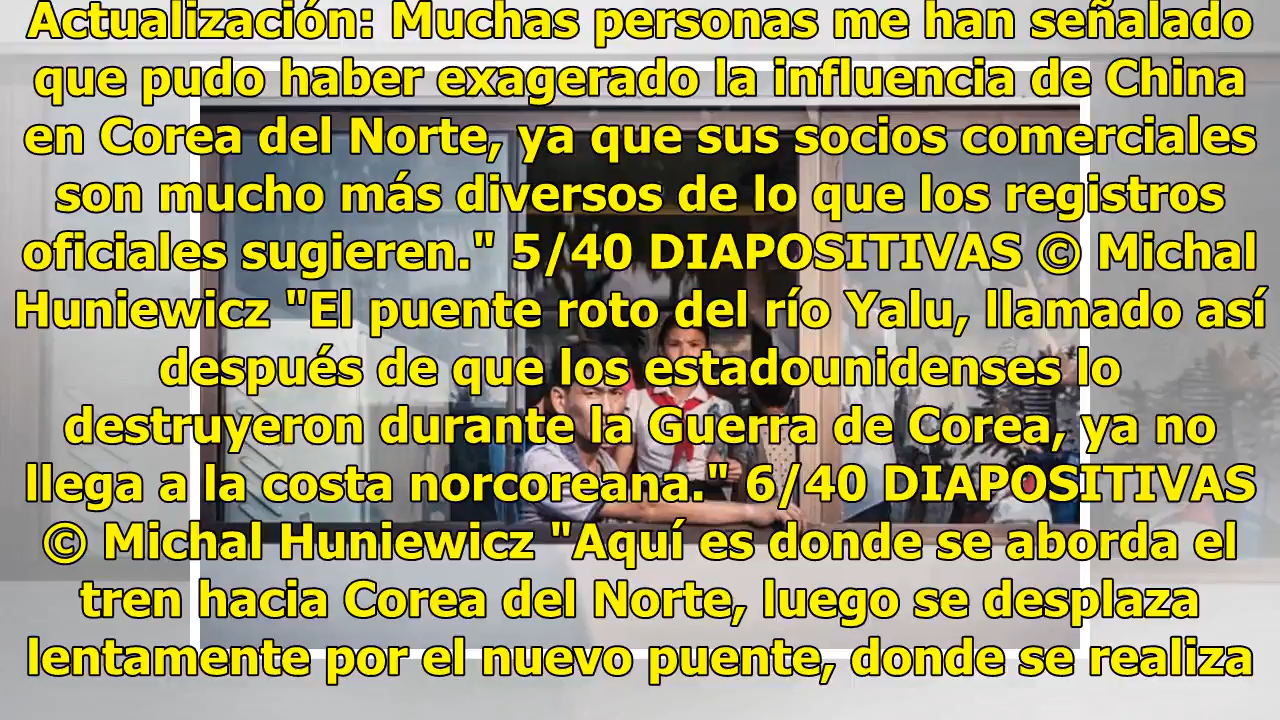 Actualización: Muchas personas me han señalado
que pudo haber exagerado la influencia de China
en Corea del Norte, ya que sus socios comerciales
son mucho más diversos de lo que los registros
oficiales sugieren." 5/40 DIAPOSITIVAS © Michal
Huniewicz "El puente roto del río Yalu, llamado así
después de que los estadounidenses lo
destruyeron durante la Guerra de Corea, ya no
llega a la costa norcoreana." 6/40 DIAPOSITIVAS
© Michal Huniewicz "Aquí es donde se aborda el
tren hacia Corea del Norte, luego se desplaza
lentamente por el nuevo puente, donde se realiza